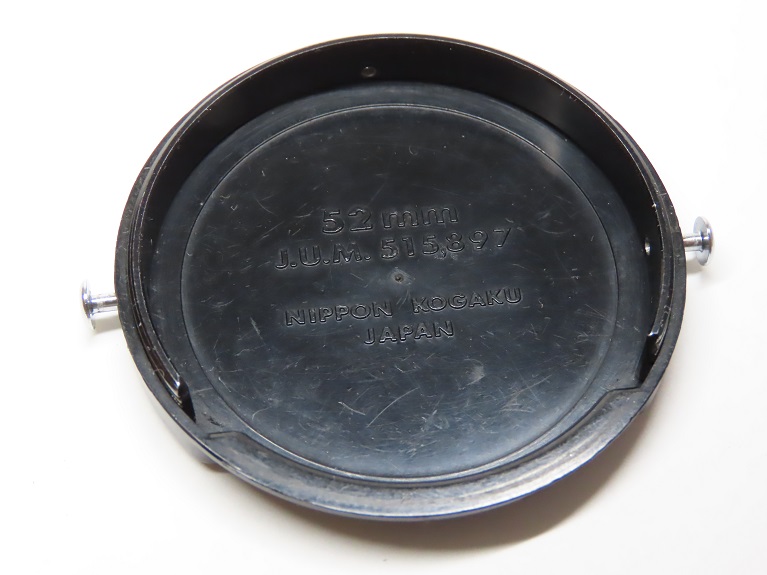 52mm
J.U.M. 515,897
NIPPON KOGAKU
JAPAN